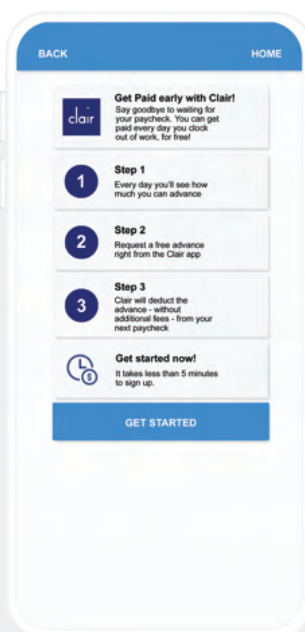 BACK HOME
clair
Get Paid early with Clair!
Say goodbye to waiting for
your paycheck. You can get
paid every day you clock
out of work, for free!
1
Step 1
Every day you'll see how
much you can advance
2
Step 2
Request a free advance
right from the Clair app
3
Step 3
Clair will deduct the
advance - without
additional fees - from your
next paycheck
$
Get started now!
It takes less than 5 minutes
to sign up.
GET STARTED